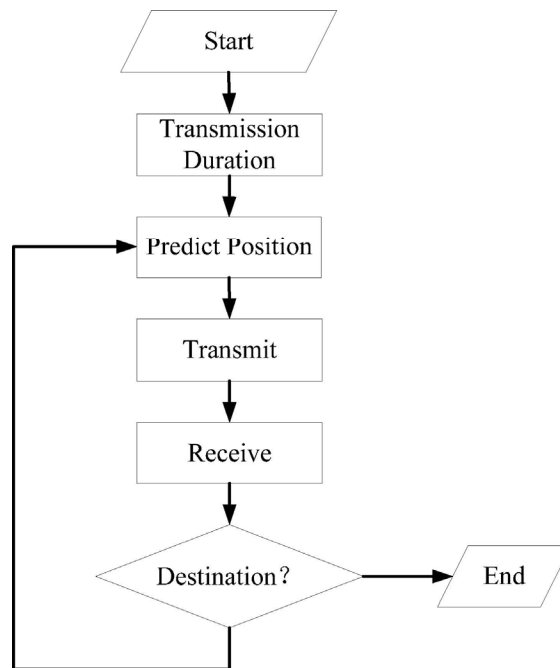 Start
Transmission
Duration
Predict Position
Transmit
Receive
Destination？
End